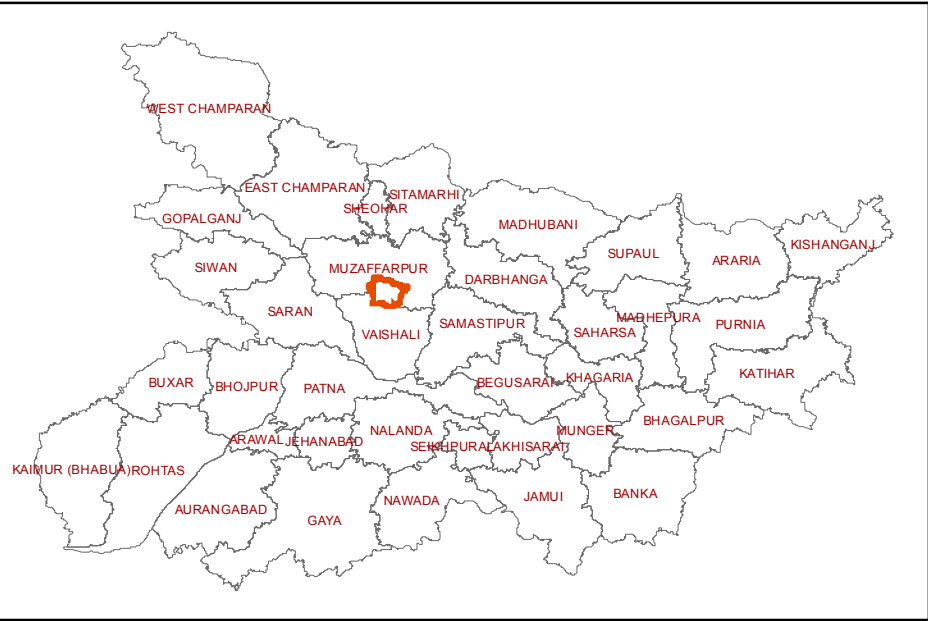 WEST CHAMPARAN
EAST CHAMPARAN
SITAMARHI
SHEOHAR
GOPALGANJ
MADHUBANI
KISHANGANJ
SUPAUL
ARARIA
SIWAN
MUZAFFARPUR
DARBHANGA
SARAN
MADHEPURA
SAMASTIPUR
PURNIA
VAISHALI
SAHARSA
KATIHAR
KHAGARIA
BUXAR
BHOJPUR
PATNA
BEGUSARAI
BHAGALPUR
NALANDA
MUNGER
ARAWAL
JEHANABAD
SEIKHPURA
LAKHISARAI
KAIMUR (BHABUA)
ROHTAS
BANKA
JAMUI
NAWADA
AURANGABAD
GAYA